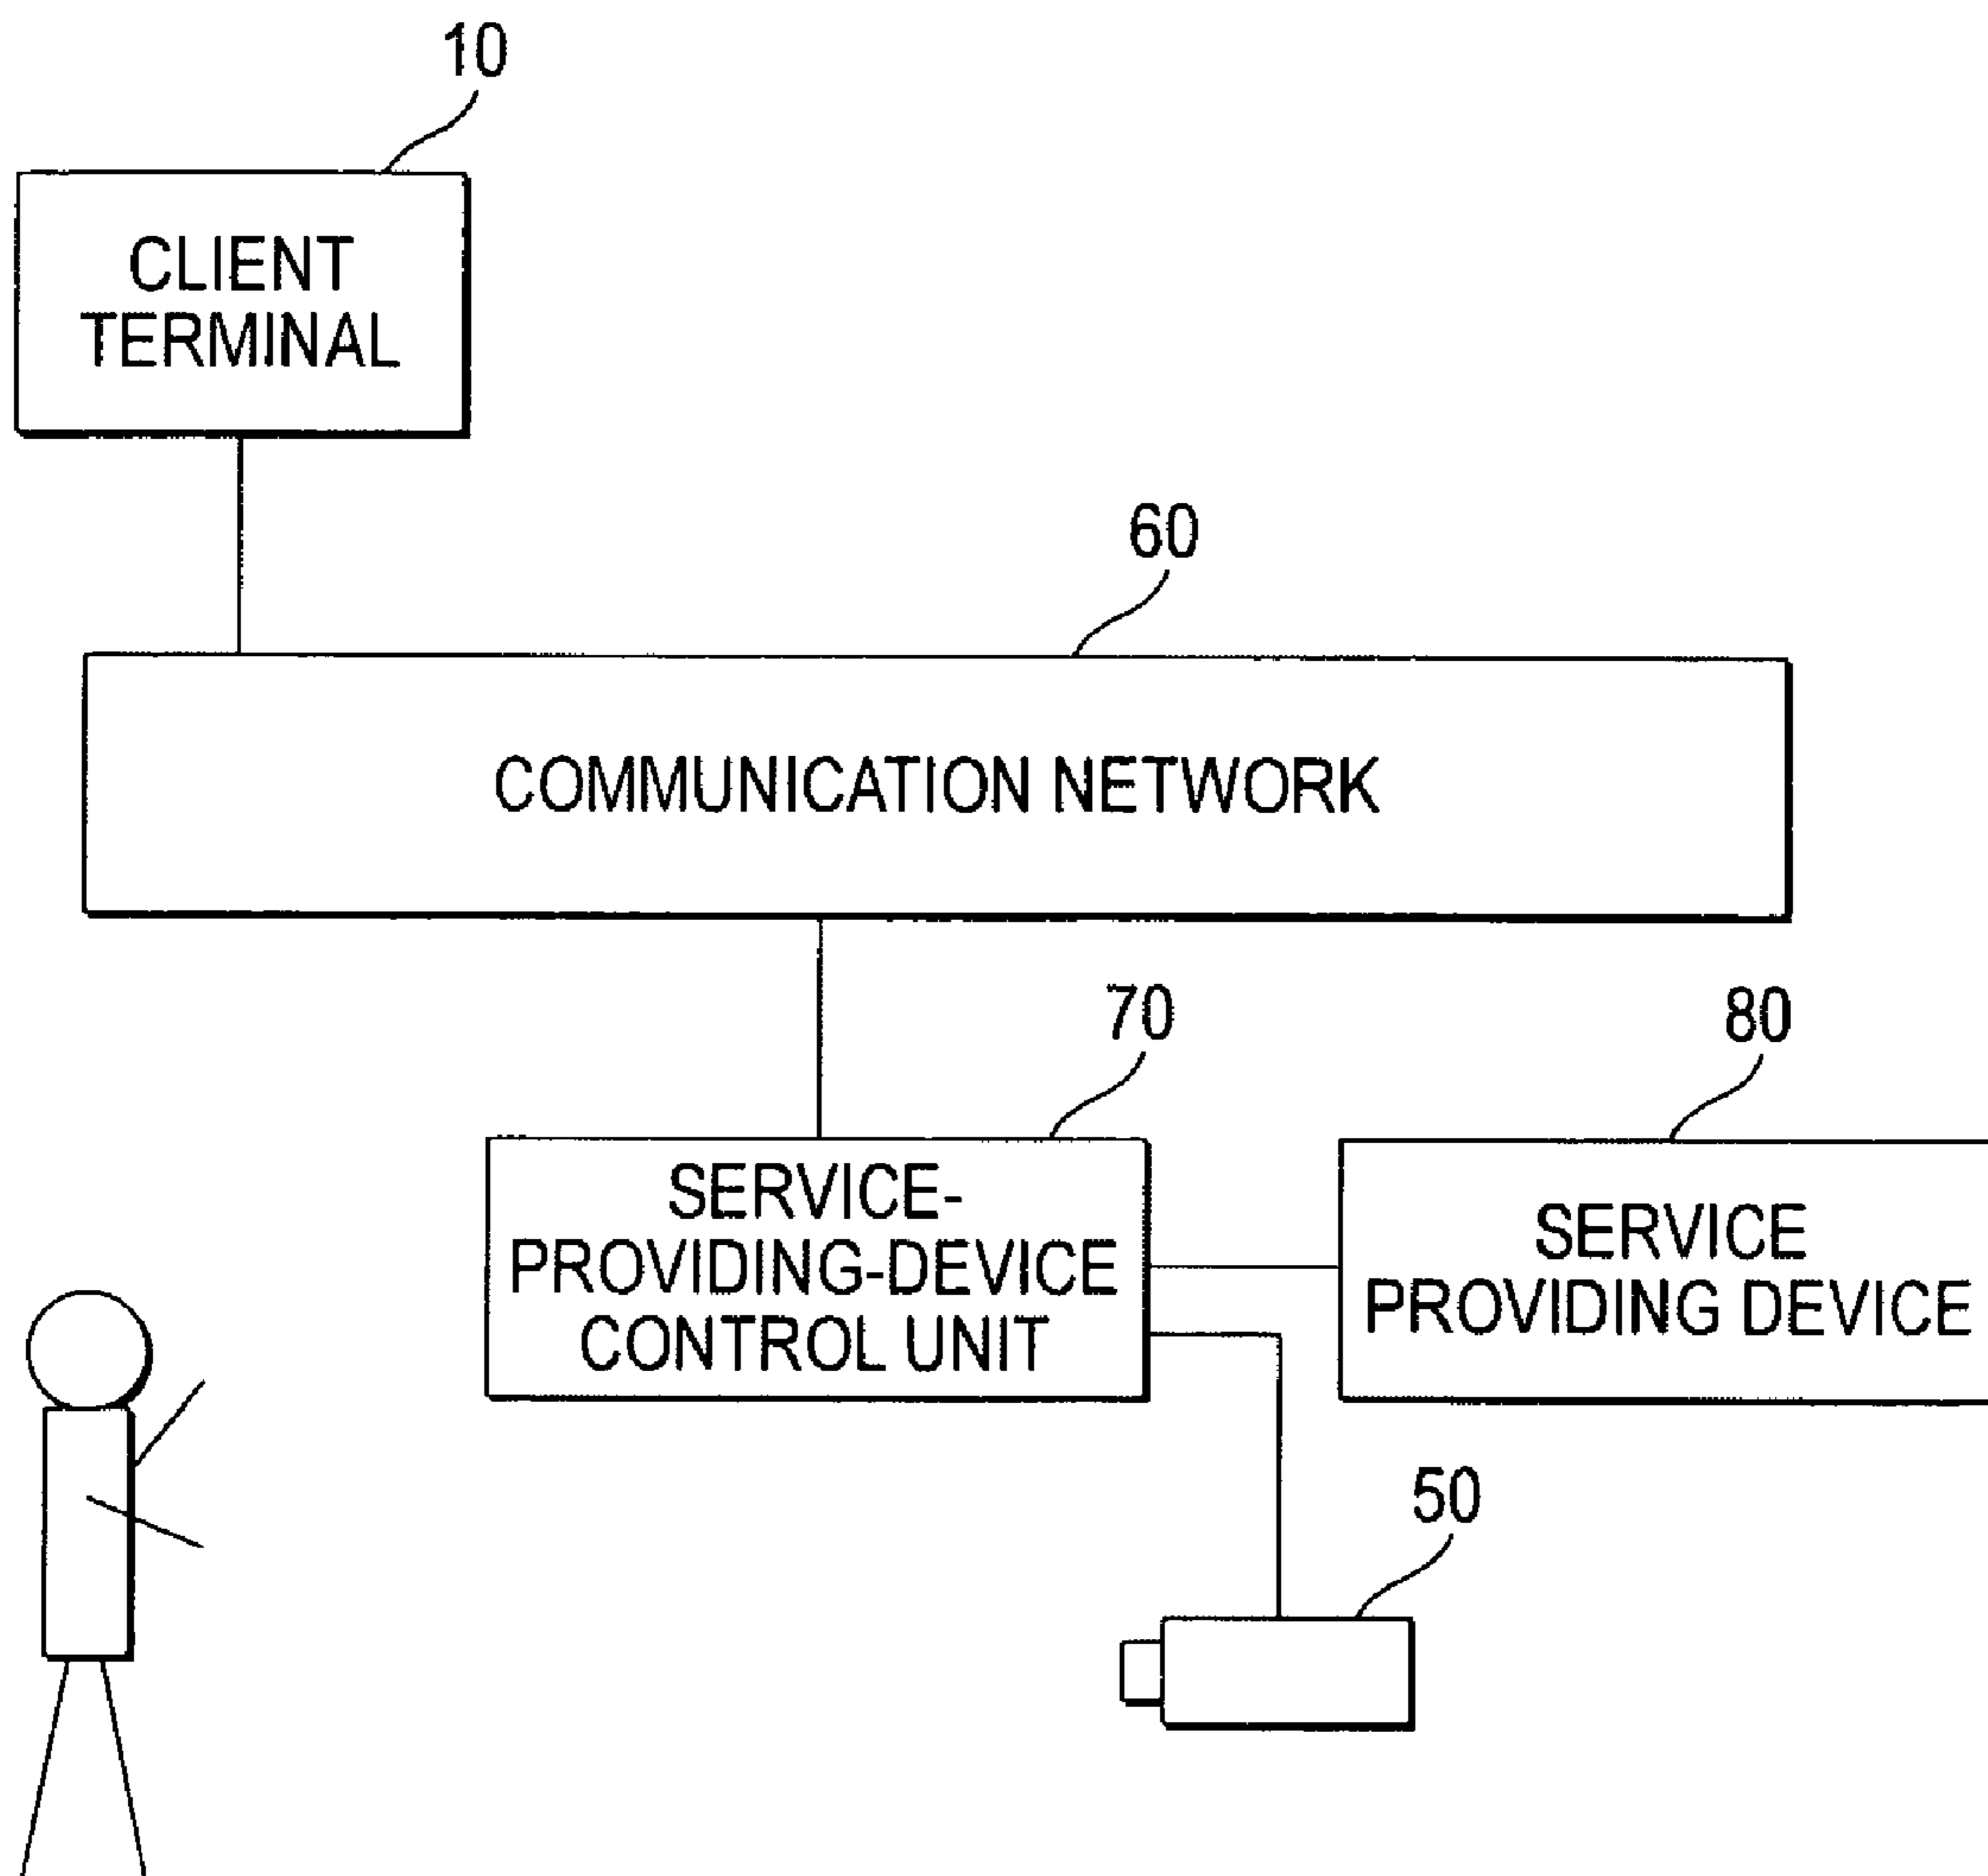 10
CLIENT
TERMINAL
60
COMMUNICATION NETWORK
70
80
SERVICE-
PROVIDING-DEVICE
CONTROL UNIT
SERVICE
PROVIDING DEVICE
50